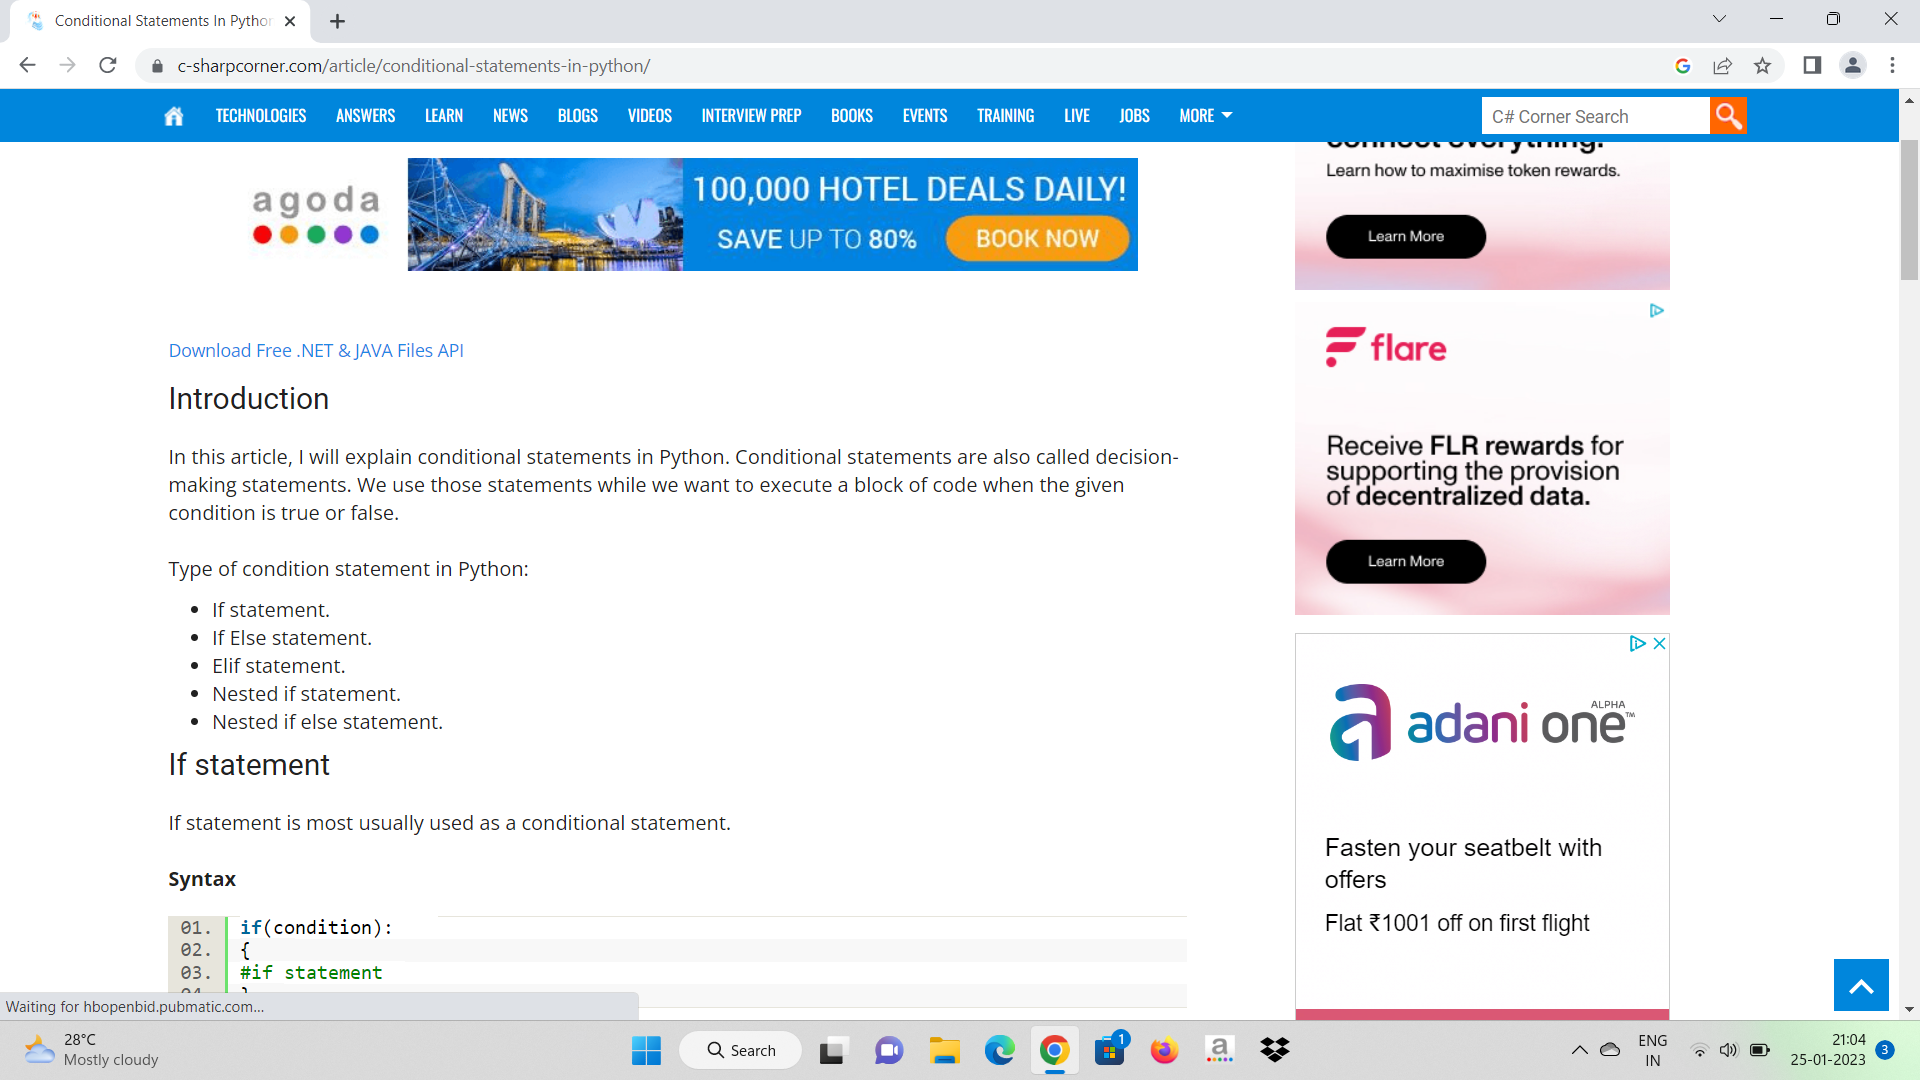 Conditional Statements In Python
c-sharpcorner.com/article/conditional-statements-in-python/
TECHNOLOGIES ANSWERS LEARN NEWS BLOGS VIDEOS INTERVIEW PREP BOOKS EVENTS TRAINING LIVE JOBS MORE
C# Corner Search
agoda
100,000 HOTEL DEALS DAILY!
SAVE UP TO 80% BOOK NOW
connect everything.
Learn how to maximise token rewards.
Learn More
Download Free .NET & JAVA Files API
Introduction
In this article, I will explain conditional statements in Python. Conditional statements are also called decision-
making statements. We use those statements while we want to execute a block of code when the given
condition is true or false.
Type of condition statement in Python:
If statement.
If Else statement.
Elif statement.
Nested if statement.
Nested if else statement.
If statement
If statement is most usually used as a conditional statement.
Syntax
01. if(condition):
02. {
03. #if statement
04. }
flare
Receive FLR rewards for
supporting the provision
of decentralized data.
Learn More
adani one ALPHA ™
Fasten your seatbelt with
offers
Flat ₹1001 off on first flight
Waiting for hbopenbid.pubmatic.com...
28°C
Mostly cloudy
Search
1
a
ENG
IN
21:04
25-01-2023
3